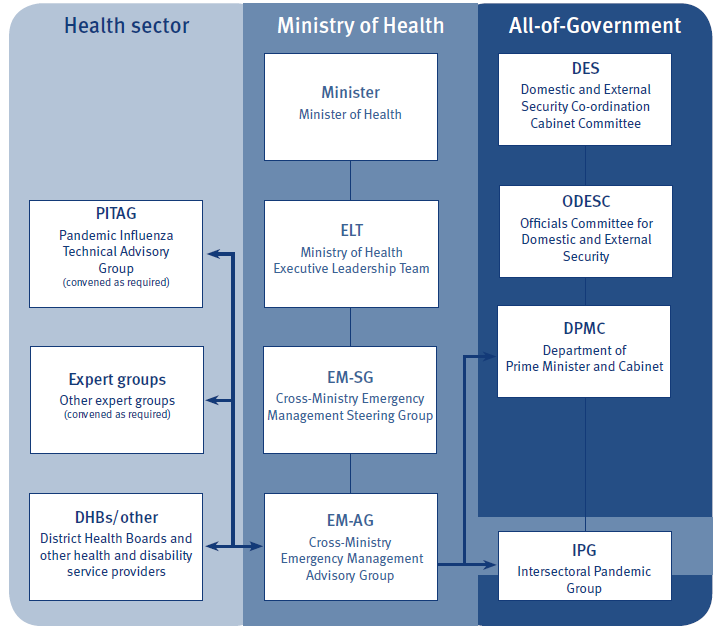 Health sector
PITAG
Pandemic Influenza
Technical Advisory
Group
(convened as required)
Expert groups
Other expert groups
(convened as required)
DHBs/other
District Health Boards and
other health and disability
service providers
Ministry of Health
Minister
Minister of Health
ELT
Ministry of Health
Executive Leadership Team
EM-SG
Cross-Ministry Emergency
Management Steering Group
EM-AG
Cross-Ministry
Emergency Management
Advisory Group
All-of-Government
DES
Domestic and External
Security Co-ordination
Cabinet Committee
ODESC
Officials Committee for
Domestic and External
Security
DPMC
Department of
Prime Minister and Cabinet
IPG
Intersectoral Pandemic
Group